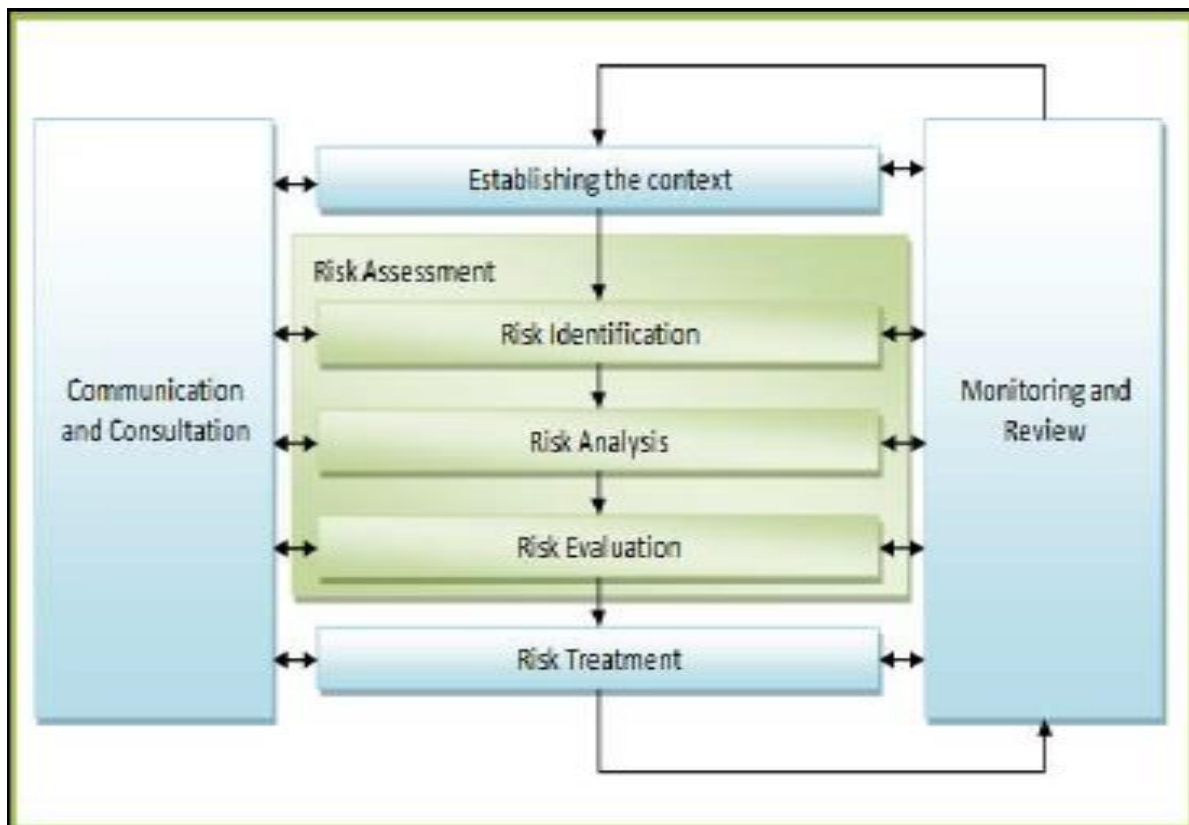 Establishing the context
Risk Assessment
Risk Identification
Communication
and Consultation
Risk Analysis
Monitoring and
Review
Risk Evaluation
Risk Treatment